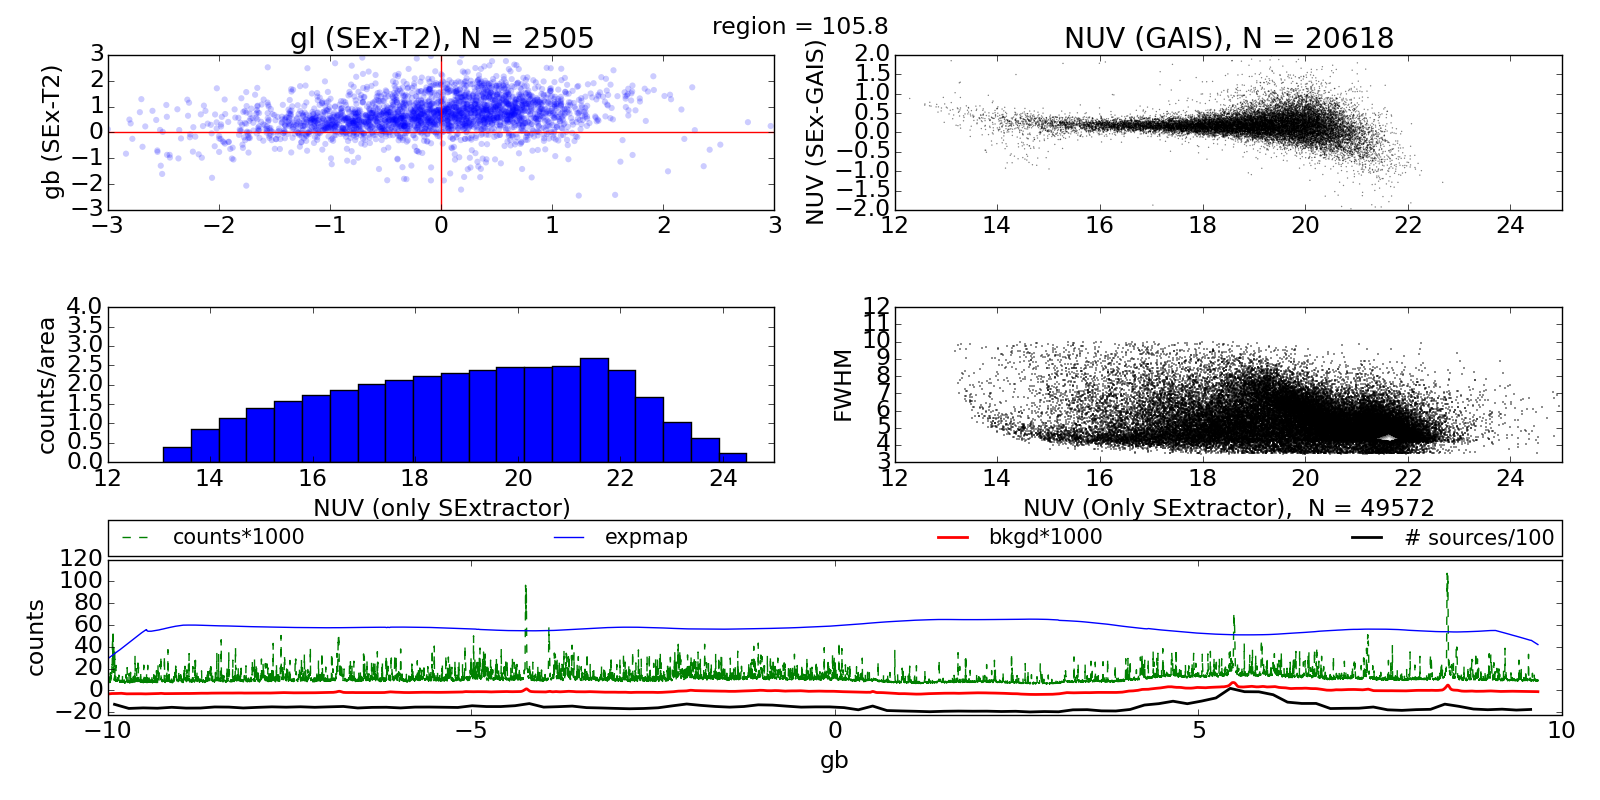 region = 105.8
gl (SEx-T2), N = 2505
gb (SEx-T2)
3
2
1
0
−1
−2
−3
−3 −2 −1 0 1 2 3
NUV (GAIS), N = 20618
NUV (SEx-GAIS)
2.0
1.5
1.0
0.5
0.0
−0.5
−1.0
−1.5
−2.0
12 14 16 18 20 22 24
counts/area
4.0
3.5
3.0
2.5
2.0
1.5
1.0
0.5
0.0
12 14 16 18 20 22 24
NUV (only SExtractor)
FWHM
12
11
10
9
8
7
6
5
4
3
12 14 16 18 20 22 24
NUV (Only SExtractor), N = 49572
counts*1000 expmap bkgd*1000 # sources/100
counts
120
100
80
60
40
20
0
−20
−10 −5 0 5 10
gb